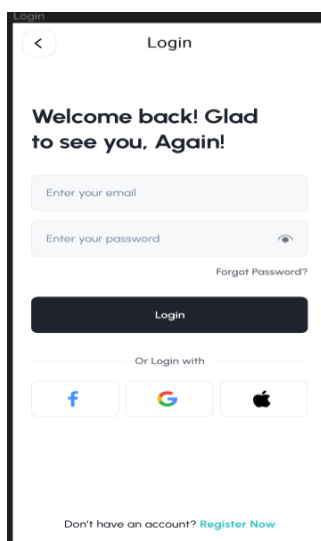 Login
Login
Welcome back! Glad
to see you, Again!
Enter your email
Enter your password
Forgot Password?
Login
Or Login with
Don't have an account? Register Now